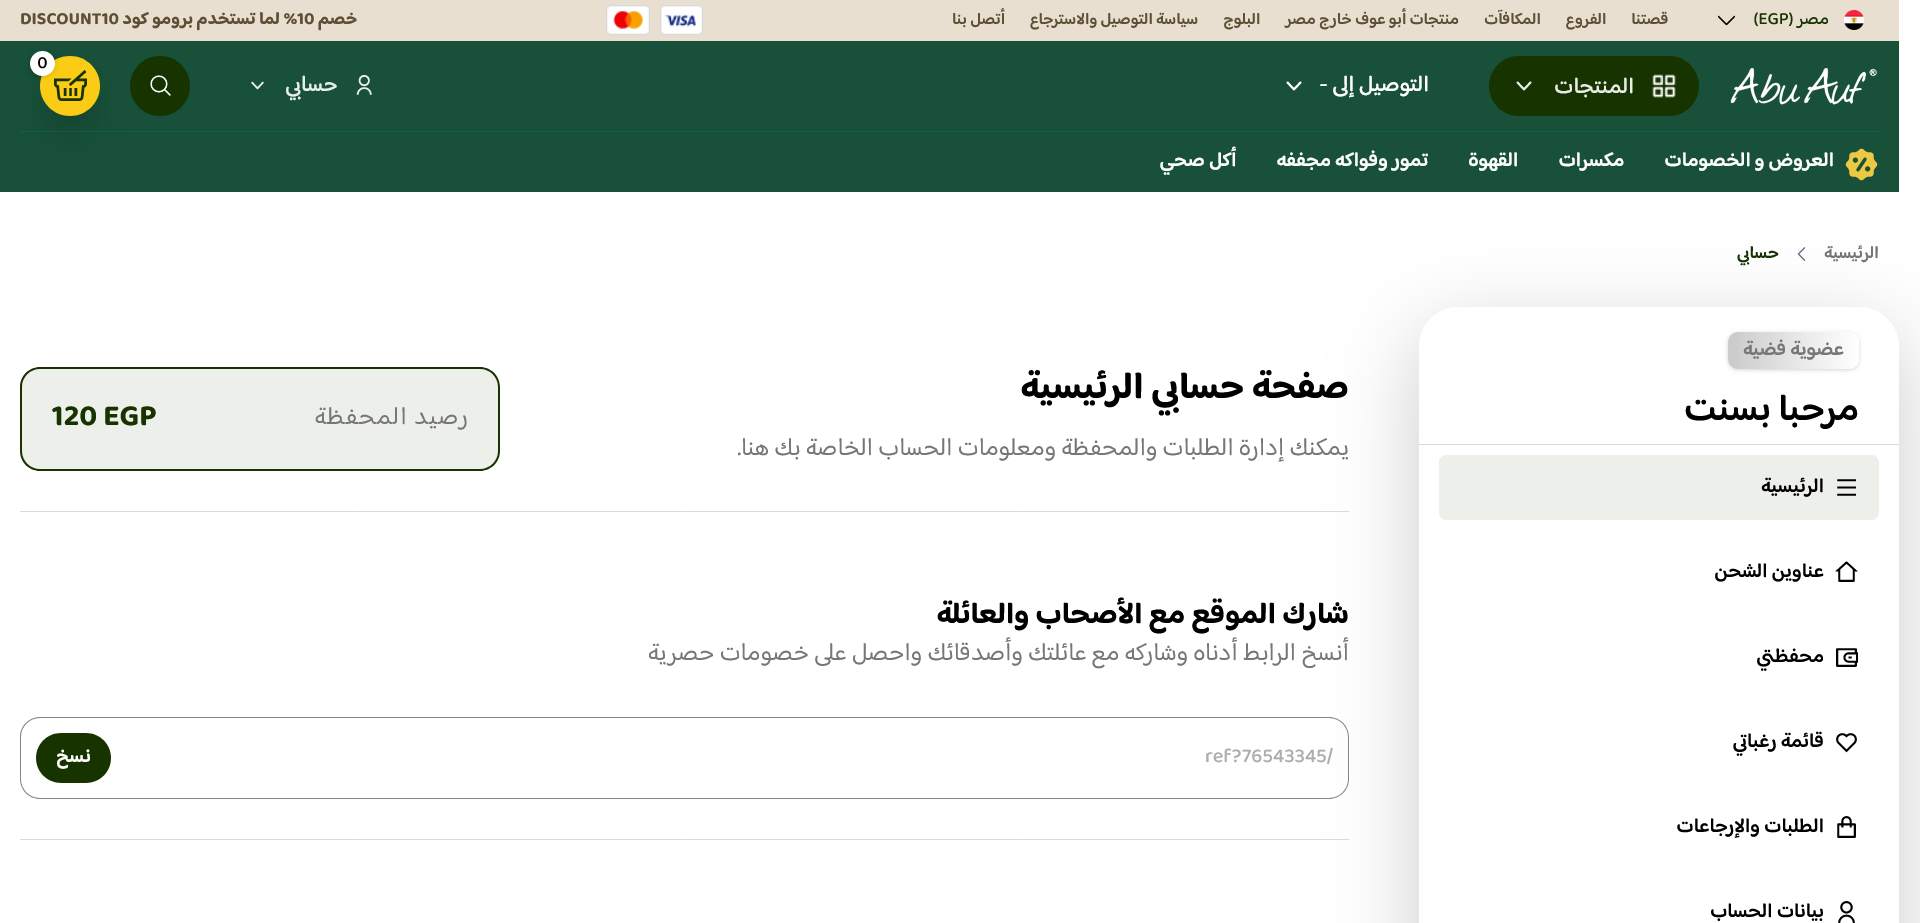 مصر (EGP)
قصتنا
الفروع
المكافآت
منتجات أبو عوف خارج مصر
البلوج
سياسة التوصيل والاسترجاع
أتصل بنا
VISA
خصم 10% لما تستخدم برومو كود DISCOUNT10
Abu Auf®
المنتجات
التوصيل إلى -
حسابي
0
العروض و الخصومات
مكسرات
القهوة
تمور وفواكه مجففه
أكل صحي
الرئيسية
حسابي
عضوية فضية
مرحبا بسنت
الرئيسية
عناوين الشحن
محفظتي
قائمة رغباتي
الطلبات والإرجاعات
بيانات الحساب
صفحة حسابي الرئيسية
يمكنك إدارة الطلبات والمحفظة ومعلومات الحساب الخاصة بك هنا.
رصيد المحفظة
120 EGP
شارك الموقع مع الأصحاب والعائلة
أنسخ الرابط أدناه وشاركه مع عائلتك وأصدقائك واحصل على خصومات حصرية
ref?76543345/
نسخ